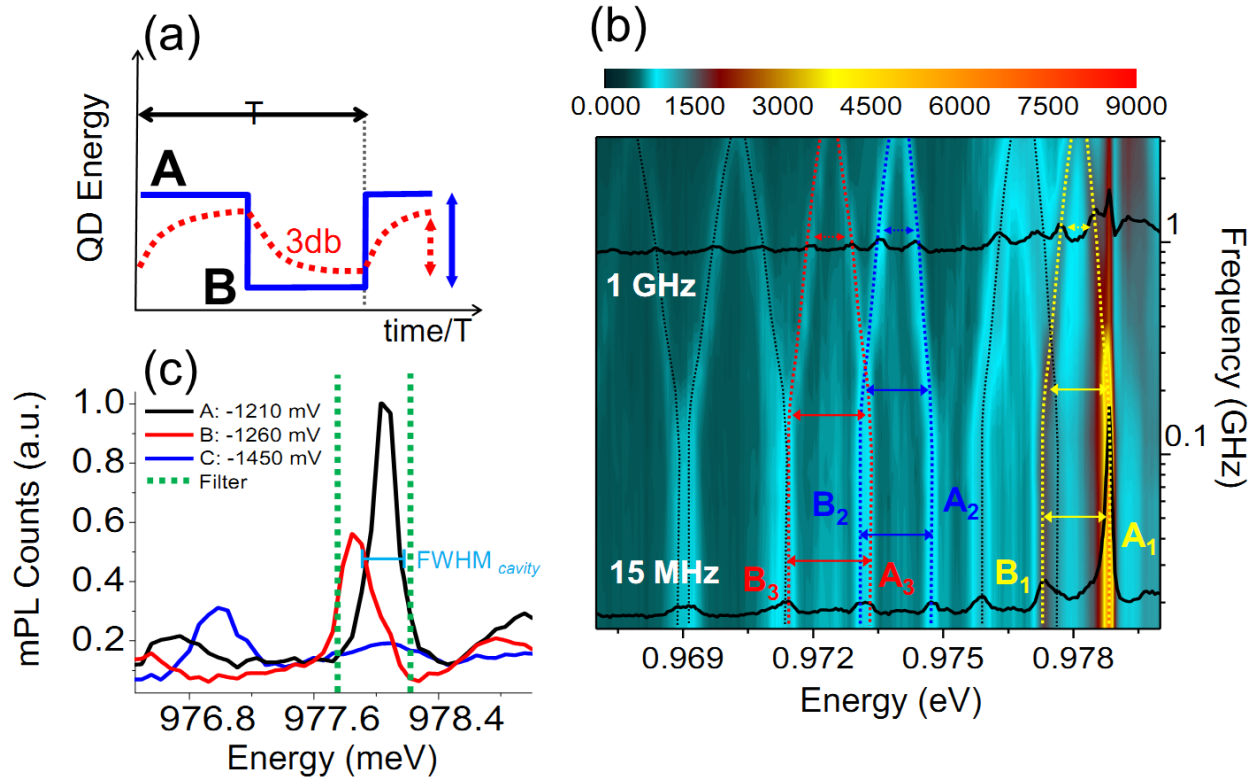 (a)
T
QD Energy
A
3db
B
time/T
(b)
0.000 1500 3000 4500 6000 7500 9000
1 GHz
15 MHz
B3
A3
B2
A2
B1
A1
1
0.1
Frequency (GHz)
0.969 0.972 0.975 0.978
Energy (eV)
(c)
mPL Counts (a.u.)
1.0
0.8
0.6
0.4
0.2
A: -1210 mV
B: -1260 mV
C: -1450 mV
Filter
FWHM cavity
976.8 977.6 978.4
Energy (meV)